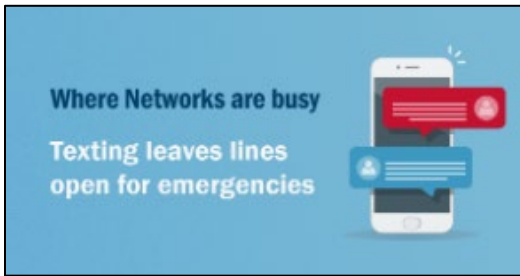 Where Networks are busy
Texting leaves lines
open for emergencies